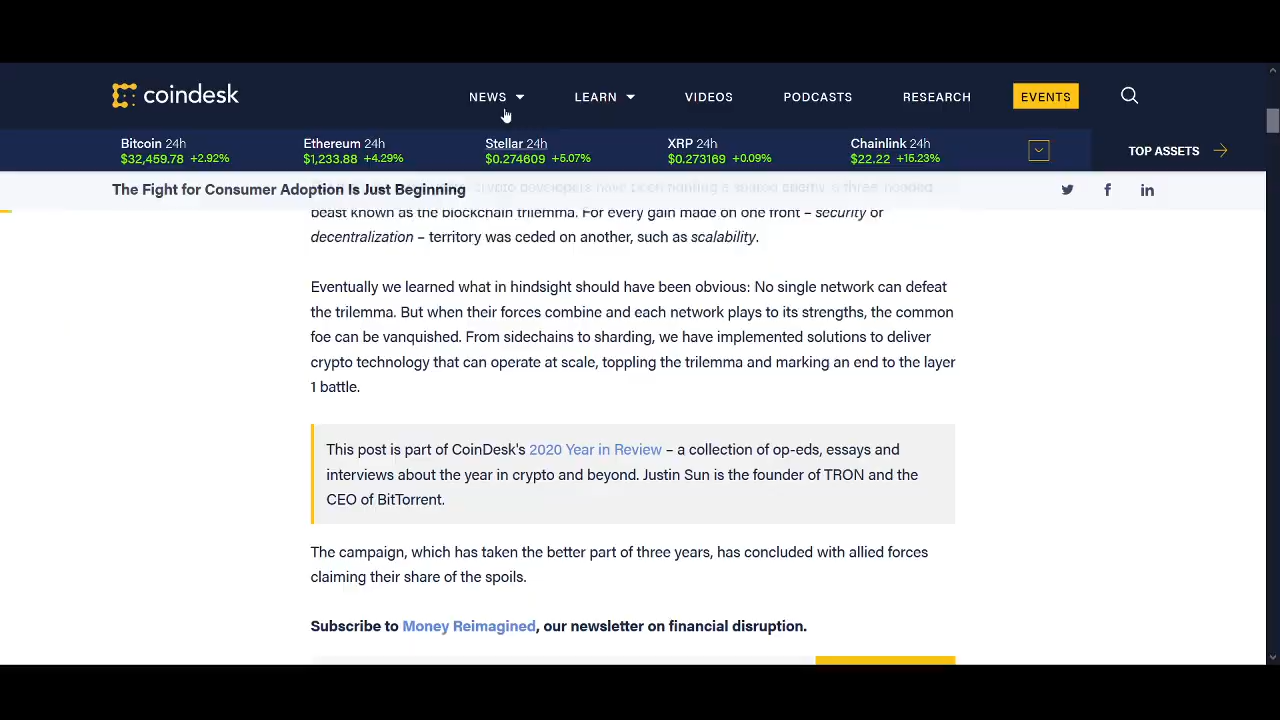 coindesk
NEWS
LEARN
VIDEOS
PODCASTS
RESEARCH
EVENTS
Bitcoin 24h
$32,459.78 +2.92%
Ethereum 24h
$1,233.88 +4.29%
Stellar 24h
$0.274609 +5.07%
XRP 24h
$0.273169 +0.09%
Chainlink 24h
$22.22 +15.23%
TOP ASSETS
The Fight for Consumer Adoption Is Just Beginning
crypto developers have been battling a shared enemy, a three-headed
beast known as the blockchain trilemma. For every gain made on one front – security or
decentralization – territory was ceded on another, such as scalability.
Eventually we learned what in hindsight should have been obvious: No single network can defeat
the trilemma. But when their forces combine and each network plays to its strengths, the common
foe can be vanquished. From sidechains to sharding, we have implemented solutions to deliver
crypto technology that can operate at scale, toppling the trilemma and marking an end to the layer
1 battle.
This post is part of CoinDesk's 2020 Year in Review – a collection of op-eds, essays and
interviews about the year in crypto and beyond. Justin Sun is the founder of TRON and the
CEO of BitTorrent.
The campaign, which has taken the better part of three years, has concluded with allied forces
claiming their share of the spoils.
Subscribe to Money Reimagined, our newsletter on financial disruption.